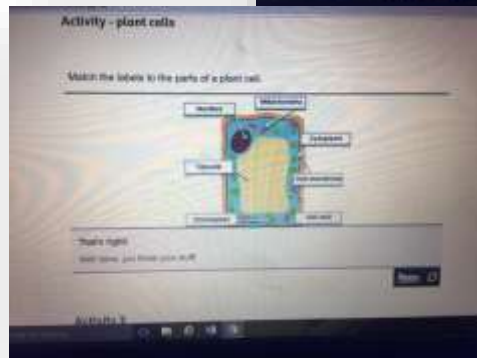 Activity - plant cells
Match the labels to the parts of a plant cell.
Nucleus
Mitochondria
Cytoplasm
Vacuole
Cell membrane
Chloroplast
Cell wall
That's right!
Well done, you know your stuff!